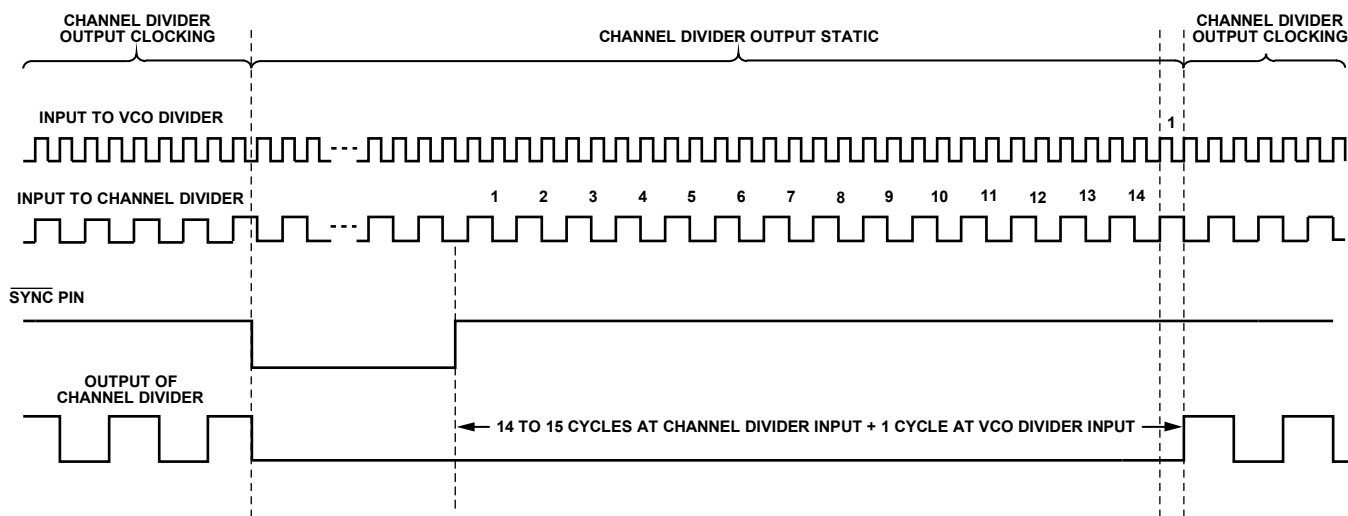 CHANNEL DIVIDER
OUTPUT CLOCKING
CHANNEL DIVIDER OUTPUT STATIC
CHANNEL DIVIDER
OUTPUT CLOCKING
INPUT TO VCO DIVIDER
1
INPUT TO CHANNEL DIVIDER
1 2 3 4 5 6 7 8 9 10 11 12 13 14
SYNC PIN
OUTPUT OF
CHANNEL DIVIDER
14 TO 15 CYCLES AT CHANNEL DIVIDER INPUT + 1 CYCLE AT VCO DIVIDER INPUT